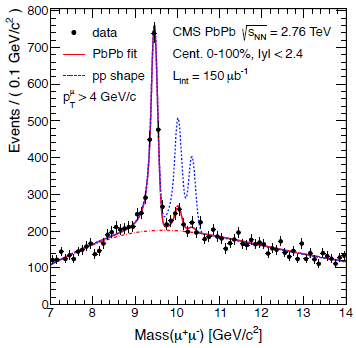 800
700
600
500
400
300
200
100
0
Events / ( 0.1 GeV/c² )
data
PbPb fit
pp shape
p_T^μ > 4 GeV/c
CMS PbPb √s_NN = 2.76 TeV
Cent. 0-100%, |y| < 2.4
L_int = 150 μb⁻¹
7 8 9 10 11 12 13 14
Mass(μ⁺μ⁻) [GeV/c²]